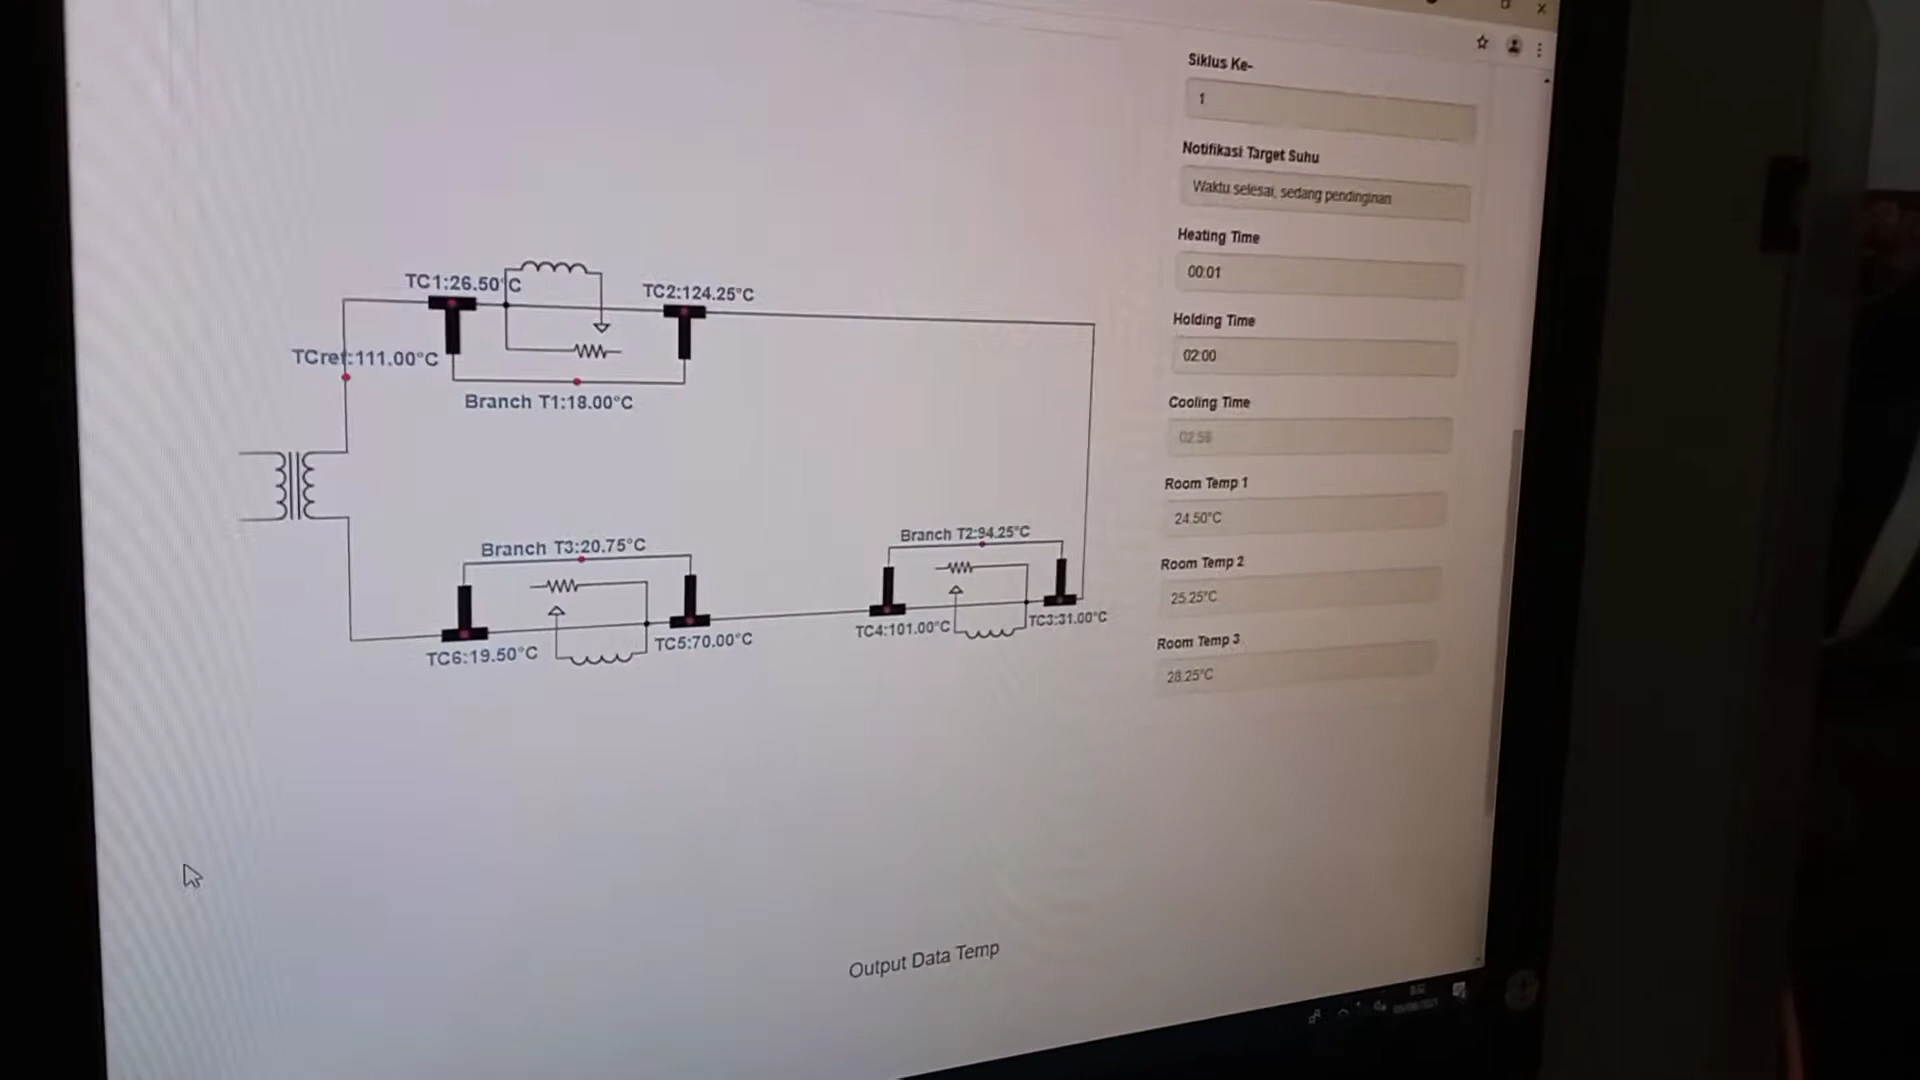 TC1:26.50°C
TC2:124.25°C
TCref:111.00°C
Branch T1:18.00°C
Branch T3:20.75°C
Branch T2:94.25°C
TC6:19.50°C
TC5:70.00°C
TC4:101.00°C
TC3:31.00°C
Output Data Temp
Siklus Ke-
1
Notifikasi Target Suhu
Waktu selesai, sedang pendinginan
Heating Time
00:01
Holding Time
02:00
Cooling Time
Room Temp 1
24.50°C
Room Temp 2
25.25°C
Room Temp 3
28.25°C